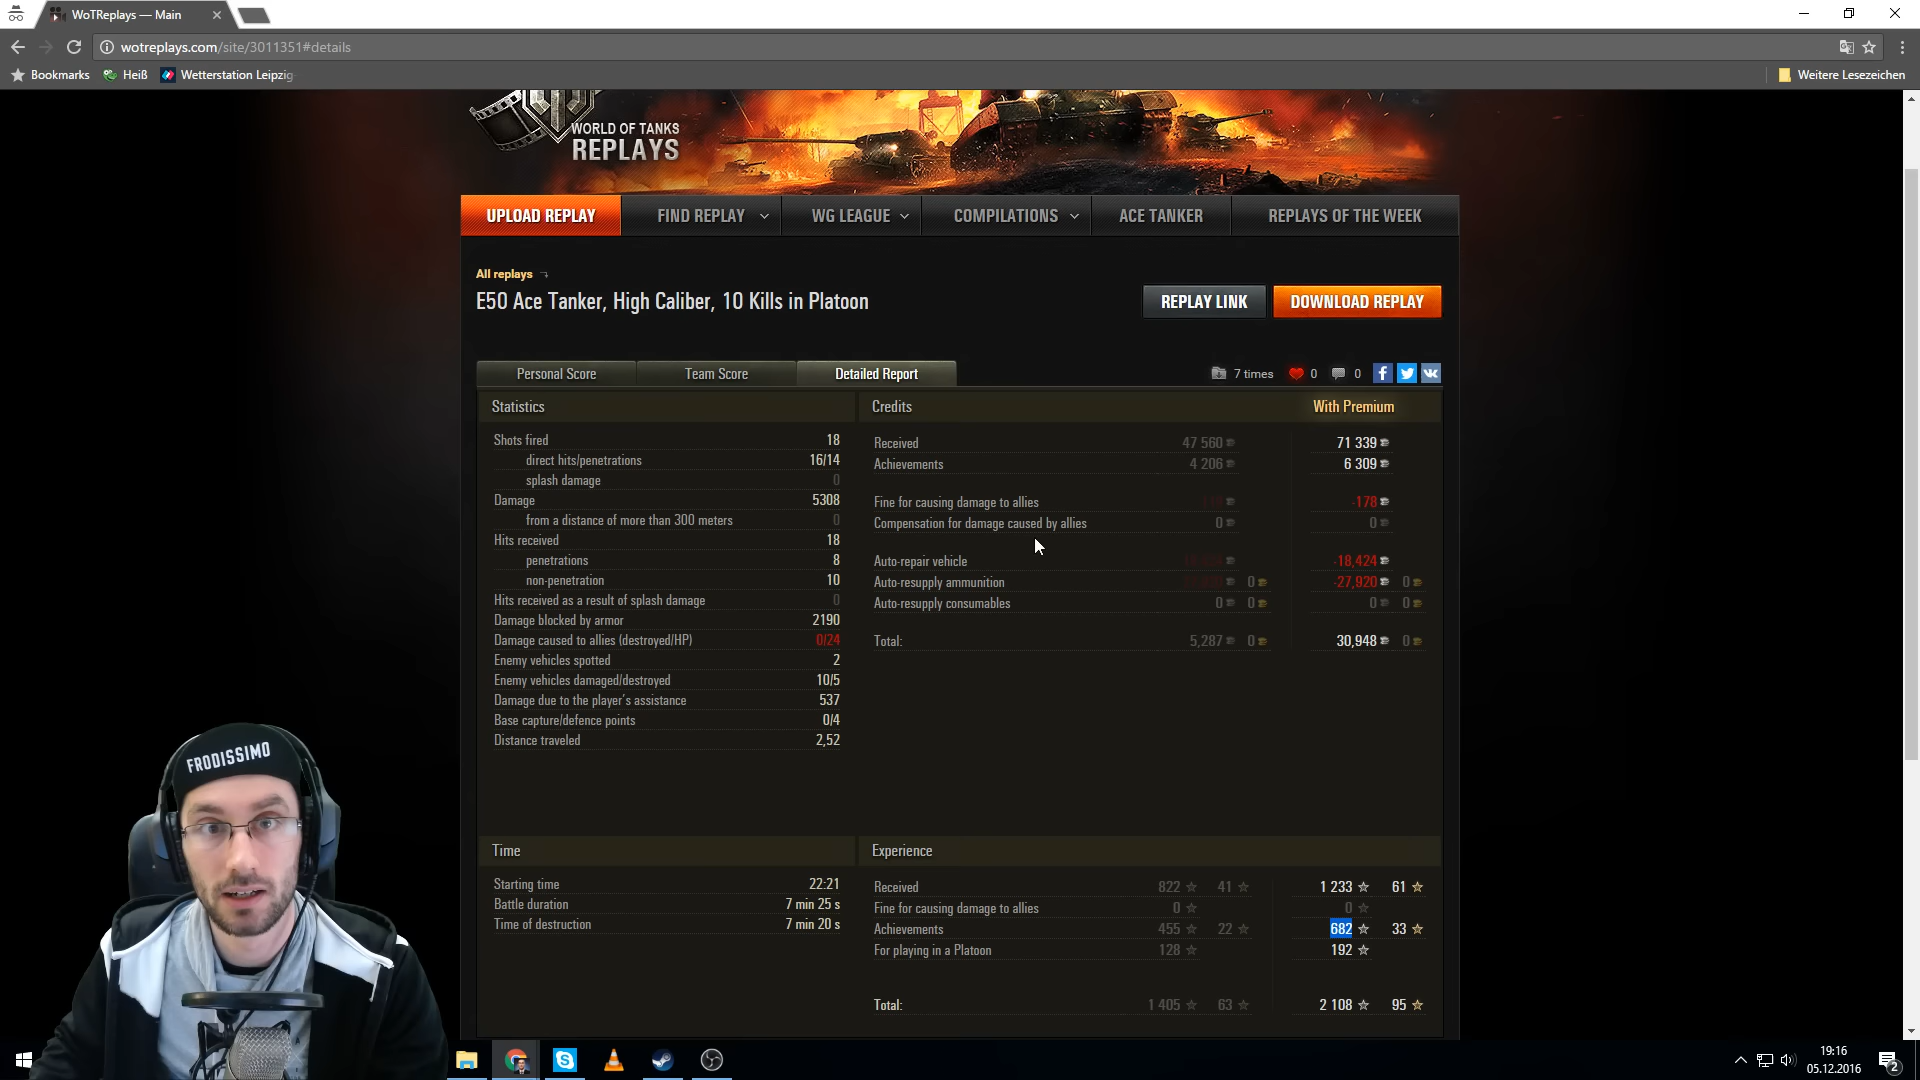 WoTReplays — Main
wotreplays.com/site/3011351#details
Bookmarks Heiß Wetterstation Leipzig Weitere Lesezeichen
WORLD OF TANKS
REPLAYS
UPLOAD REPLAY FIND REPLAY WG LEAGUE COMPILATIONS ACE TANKER REPLAYS OF THE WEEK
All replays
E50 Ace Tanker, High Caliber, 10 Kills in Platoon
REPLAY LINK DOWNLOAD REPLAY
Personal Score Team Score Detailed Report 7 times 0 0
Statistics
Shots fired 18
direct hits/penetrations 16/14
splash damage 0
Damage 5308
from a distance of more than 300 meters 0
Hits received 18
penetrations 8
non-penetration 10
Hits received as a result of splash damage 0
Damage blocked by armor 2190
Damage caused to allies (destroyed/HP) 0/24
Enemy vehicles spotted 2
Enemy vehicles damaged/destroyed 10/5
Damage due to the player's assistance 537
Base capture/defence points 0/4
Distance traveled 2,52
Credits With Premium
Received 47 560 71 339
Achievements 4 206 6 309
Fine for causing damage to allies -178
Compensation for damage caused by allies 0 0
Auto-repair vehicle -18,424
Auto-resupply ammunition 0 -27,920 0
Auto-resupply consumables 0 0 0 0
Total: 5,287 0 30,948 0
Time
Starting time 22:21
Battle duration 7 min 25 s
Time of destruction 7 min 20 s
Experience
Received 822 41 1 233 61
Fine for causing damage to allies 0 0
Achievements 455 22 682 33
For playing in a Platoon 128 192
Total: 1 405 63 2 108 95
FRODISSIMO
19:16
05.12.2016
2